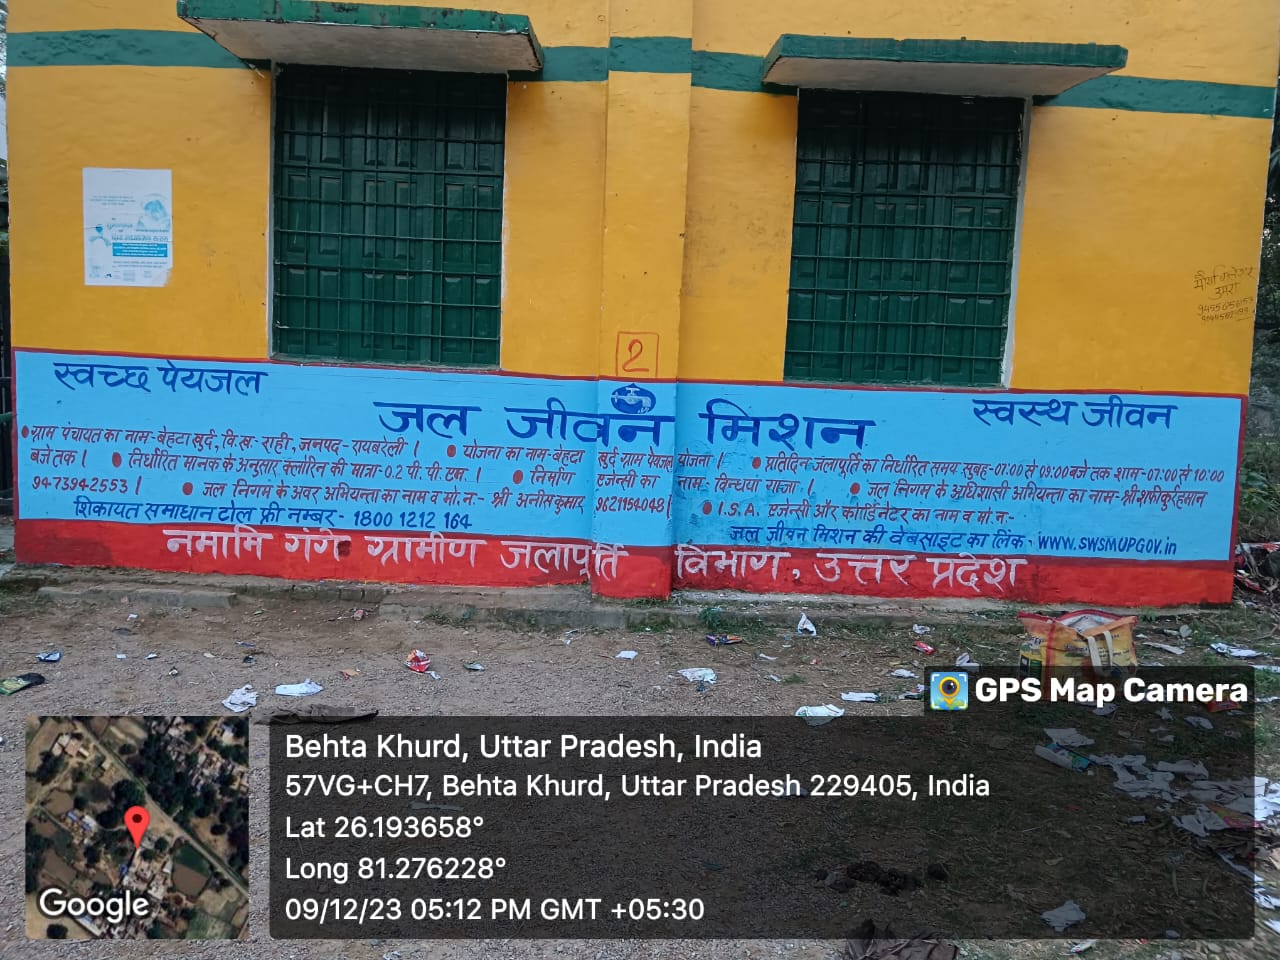 2
स्वच्छ पेयजल
जल जीवन मिशन
स्वस्थ जीवन
•ग्राम पंचायत का नाम-बेहटा खुर्द, वि.ख.- राही, जनपद-रायबरेली। • योजना का नाम-बेहटा खुर्द ग्राम पेयजल योजना। • प्रतिदिन जलापूर्ति का निर्धारित समय सुबह-07:00 से 09:00 बजे तक शाम-07:00 से 10:00
बजे तक। • निर्धारित मानक के अनुसार क्लोरिन की मात्रा-0.2 पी. पी. एम.। • निर्माण एजेन्सी का नाम- विन्धया राजा। • जल निगम के अधिशासी अभियन्ता का नाम-श्री शफीकुर्रहमान
9473942553। • जल निगम के अवर अभियन्ता का नाम व मो.न:- श्री अनीस कुमार 9621954048। • I.S.A. एजेन्सी और कोर्डिनेटर का नाम व मो.न:-
शिकायत समाधान टोल फ्री नम्बर- 1800 1212 164
जल जीवन मिशन की वेबसाइट का लिंक- WWW.SWSMUPGOV.in
नमामि गंगे ग्रामीण जलापूर्ति विभाग, उत्तर प्रदेश
GPS Map Camera
Behta Khurd, Uttar Pradesh, India
57VG+CH7, Behta Khurd, Uttar Pradesh 229405, India
Lat 26.193658°
Long 81.276228°
09/12/23 05:12 PM GMT +05:30
Google